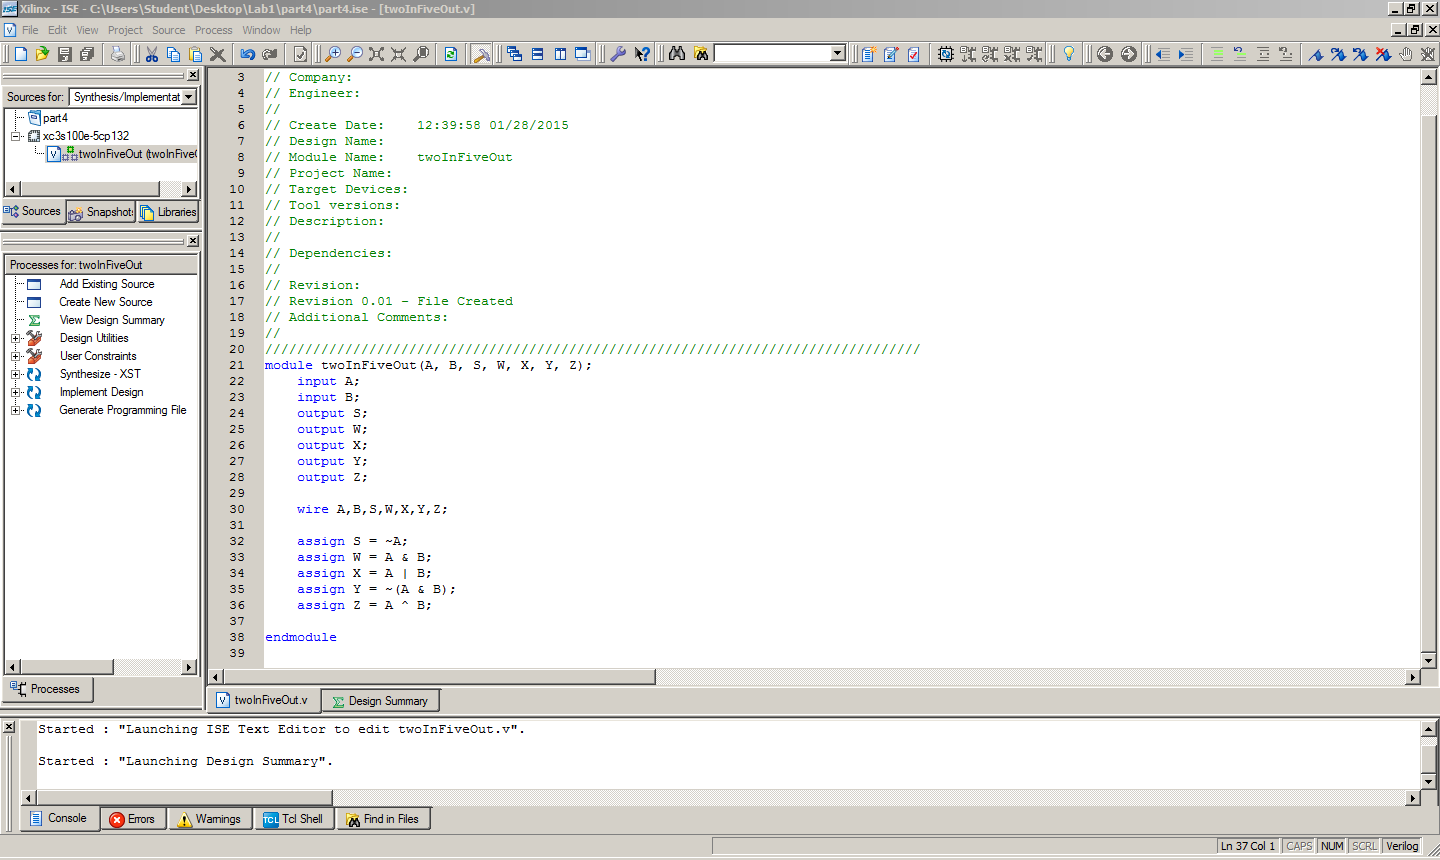 Xilinx - ISE - C:\Users\Student\Desktop\Lab1\part4\part4.ise - [twoInFiveOut.v]
File Edit View Project Source Process Window Help
Sources for: Synthesis/Implementat
part4
xc3s100e-5cp132
twoInFiveOut (twoInFive
Sources Snapshot Libraries
Processes for: twoInFiveOut
Add Existing Source
Create New Source
View Design Summary
Design Utilities
User Constraints
Synthesize - XST
Implement Design
Generate Programming File
Processes
3 // Company:
4 // Engineer:
5 //
6 // Create Date:    12:39:58 01/28/2015
7 // Design Name:
8 // Module Name:    twoInFiveOut
9 // Project Name:
10 // Target Devices:
11 // Tool versions:
12 // Description:
13 //
14 // Dependencies:
15 //
16 // Revision:
17 // Revision 0.01 - File Created
18 // Additional Comments:
19 //
20 //////////////////////////////////////////////////////////////////////////////////
21 module twoInFiveOut(A, B, S, W, X, Y, Z);
22     input A;
23     input B;
24     output S;
25     output W;
26     output X;
27     output Y;
28     output Z;
29
30     wire A,B,S,W,X,Y,Z;
31
32     assign S = ~A;
33     assign W = A & B;
34     assign X = A | B;
35     assign Y = ~(A & B);
36     assign Z = A ^ B;
37
38 endmodule
39
twoInFiveOut.v Design Summary
Started : "Launching ISE Text Editor to edit twoInFiveOut.v".
Started : "Launching Design Summary".
Console Errors Warnings TCL Tcl Shell Find in Files
Ln 37 Col 1 CAPS NUM SCRL Verilog